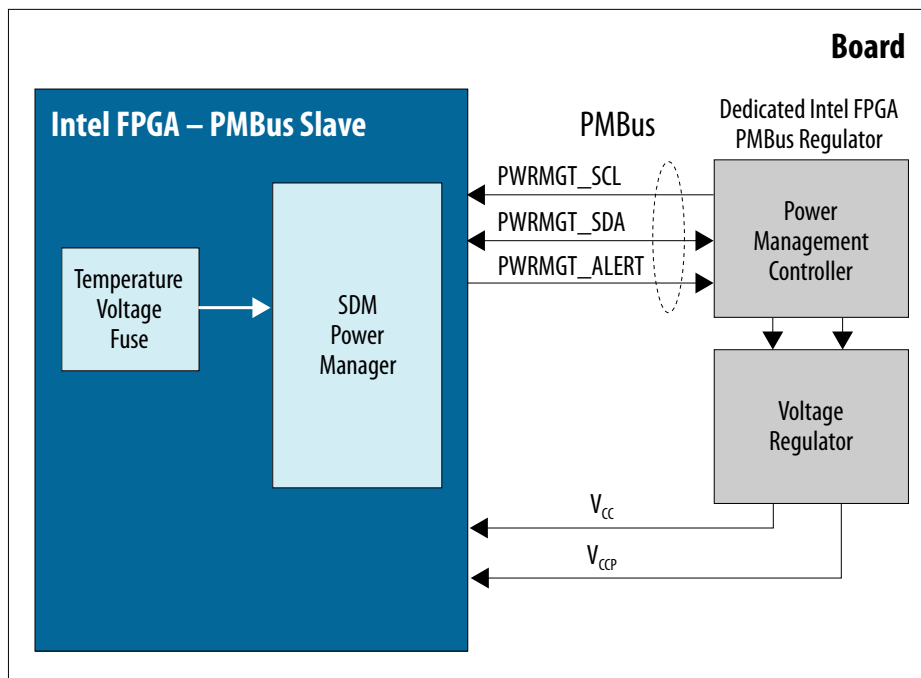 Board
Intel FPGA – PMBus Slave
PMBus
Dedicated Intel FPGA
PMBus Regulator
PWRMGT_SCL
PWRMGT_SDA
PWRMGT_ALERT
Power
Management
Controller
Temperature
Voltage
Fuse
SDM
Power
Manager
Voltage
Regulator
VCC
VCCP